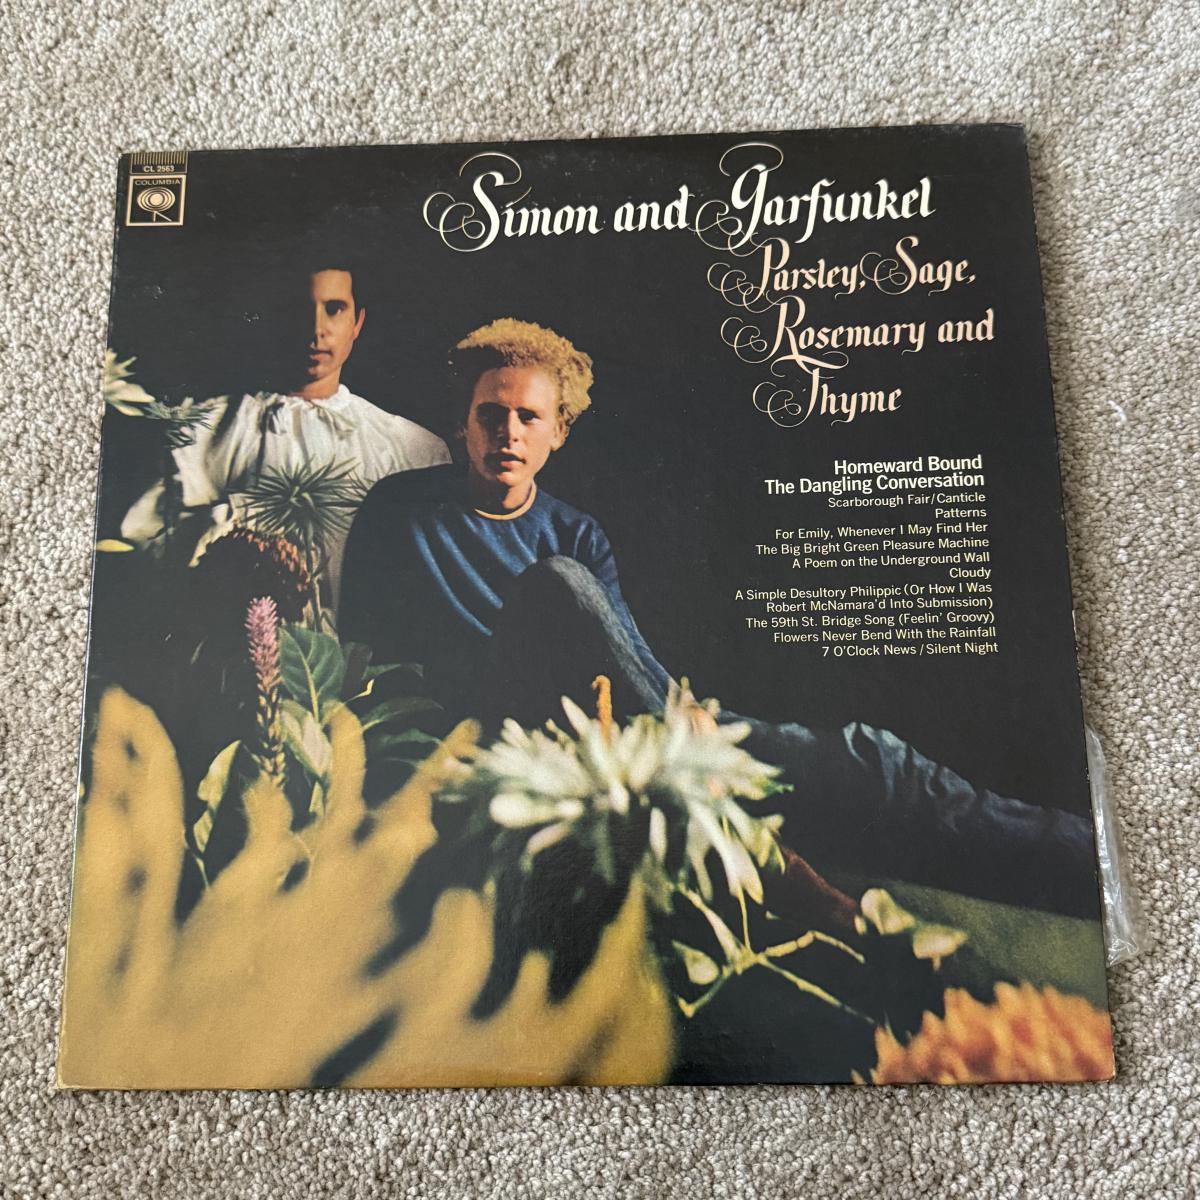 CL 2563
COLUMBIA
Simon and Garfunkel
Parsley, Sage,
Rosemary and
Thyme
Homeward Bound
The Dangling Conversation
Scarborough Fair/Canticle
Patterns
For Emily, Whenever I May Find Her
The Big Bright Green Pleasure Machine
A Poem on the Underground Wall
Cloudy
A Simple Desultory Philippic (Or How I Was
Robert McNamara'd Into Submission)
The 59th St. Bridge Song (Feelin' Groovy)
Flowers Never Bend With the Rainfall
7 O'Clock News / Silent Night